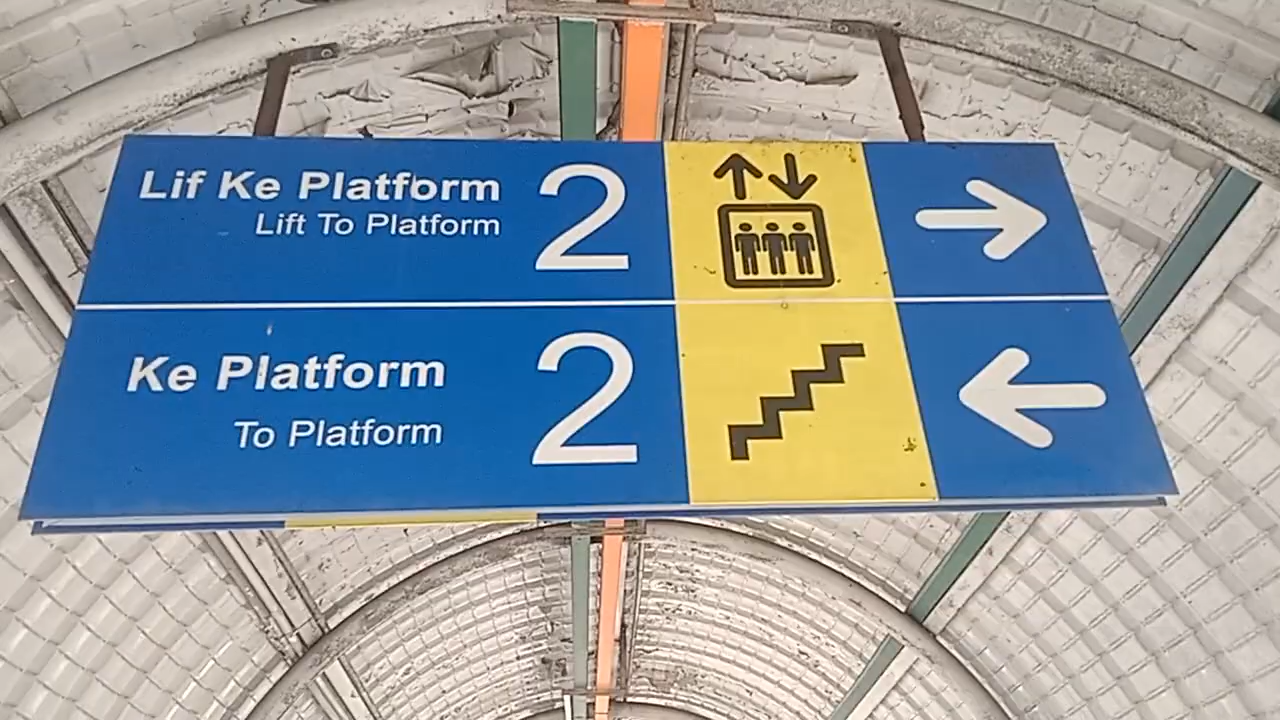 Lif Ke Platform 2
Lift To Platform
Ke Platform 2
To Platform